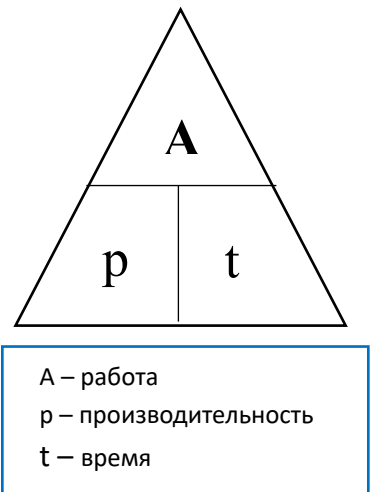 A
p t
А – работа
р – производительность
t – время